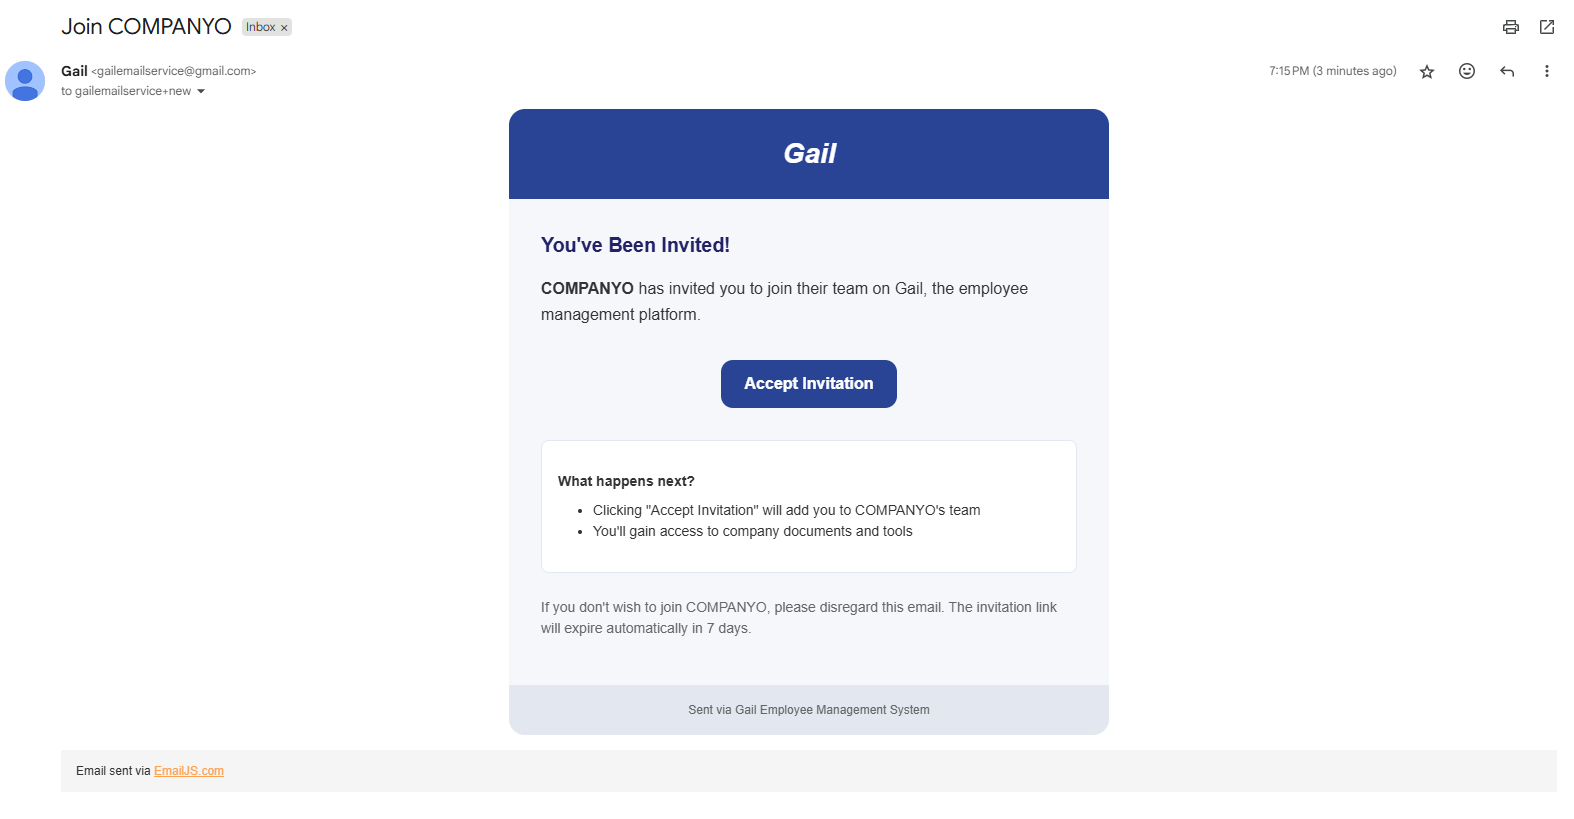 Join COMPANYO Inbox ×
Gail <gailemailservice@gmail.com> 7:15 PM (3 minutes ago)
to gailemailservice+new
Gail
You've Been Invited!
COMPANYO has invited you to join their team on Gail, the employee
management platform.
Accept Invitation
What happens next?
• Clicking "Accept Invitation" will add you to COMPANYO's team
• You'll gain access to company documents and tools
If you don't wish to join COMPANYO, please disregard this email. The invitation link
will expire automatically in 7 days.
Sent via Gail Employee Management System
Email sent via EmailJS.com